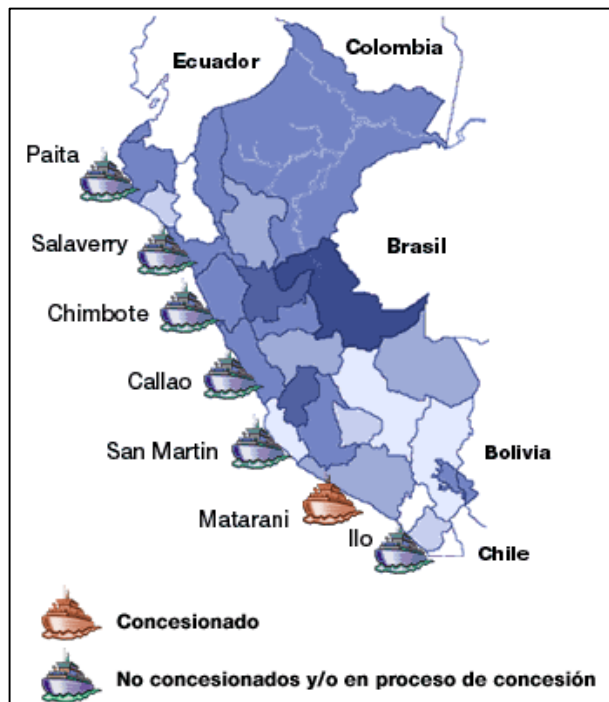 Colombia
Ecuador
Paita
Brasil
Salaverry
Chimbote
Callao
San Martin
Bolivia
Matarani
Ilo
Chile
Concesionado
No concesionados y/o en proceso de concesión